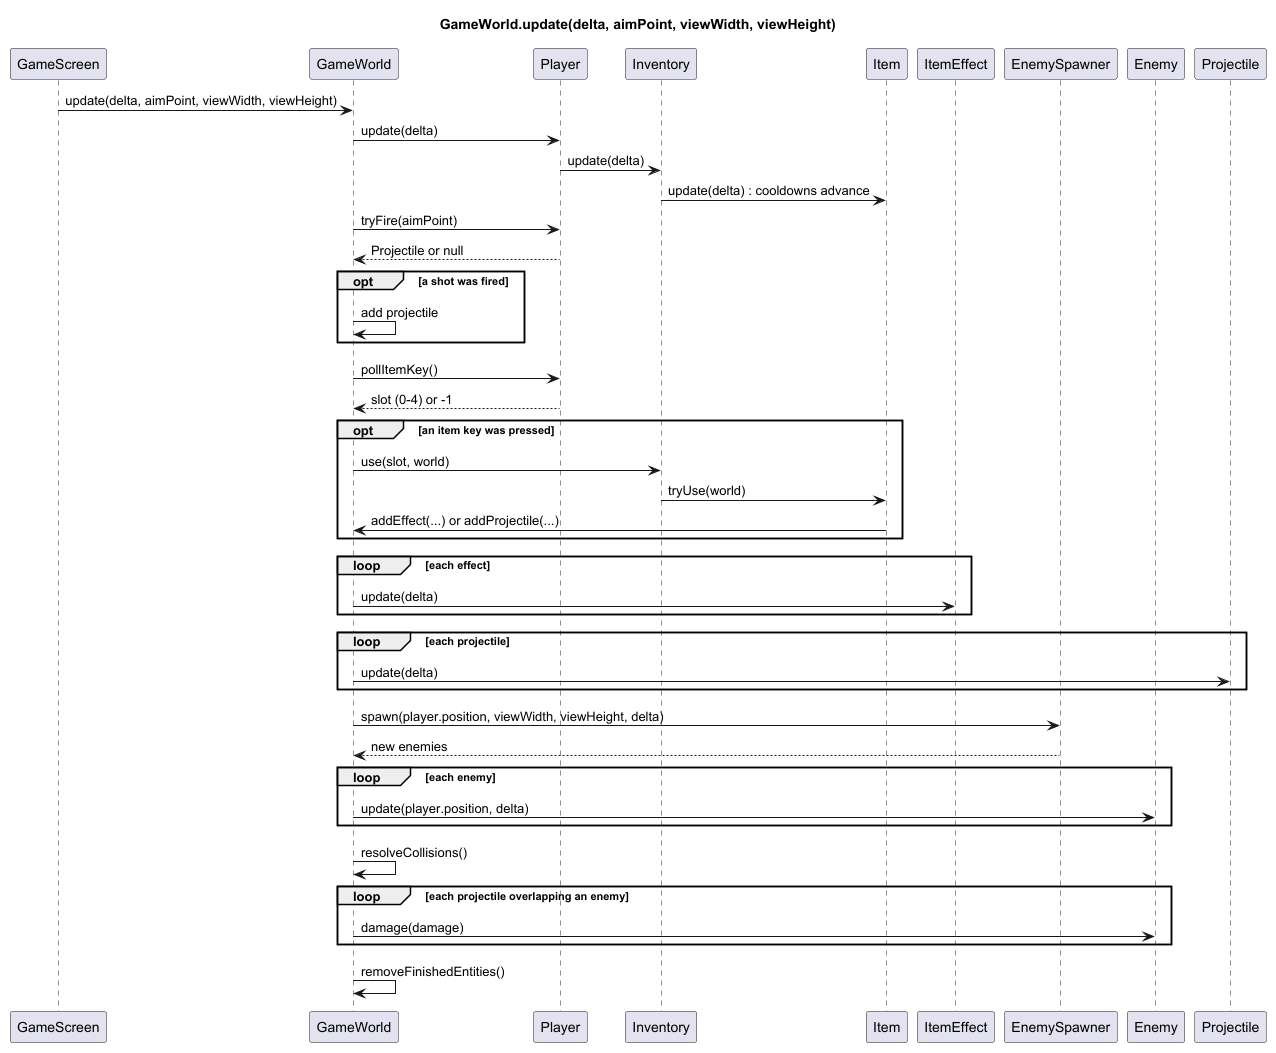 GameWorld.update(delta, aimPoint, viewWidth, viewHeight)
GameScreen GameWorld Player Inventory Item ItemEffect EnemySpawner Enemy Projectile
update(delta, aimPoint, viewWidth, viewHeight)
update(delta)
update(delta)
update(delta) : cooldowns advance
tryFire(aimPoint)
Projectile or null
opt [a shot was fired]
add projectile
pollItemKey()
slot (0-4) or -1
opt [an item key was pressed]
use(slot, world)
tryUse(world)
addEffect(...) or addProjectile(...)
loop [each effect]
update(delta)
loop [each projectile]
update(delta)
spawn(player.position, viewWidth, viewHeight, delta)
new enemies
loop [each enemy]
update(player.position, delta)
resolveCollisions()
loop [each projectile overlapping an enemy]
damage(damage)
removeFinishedEntities()
GameScreen GameWorld Player Inventory Item ItemEffect EnemySpawner Enemy Projectile